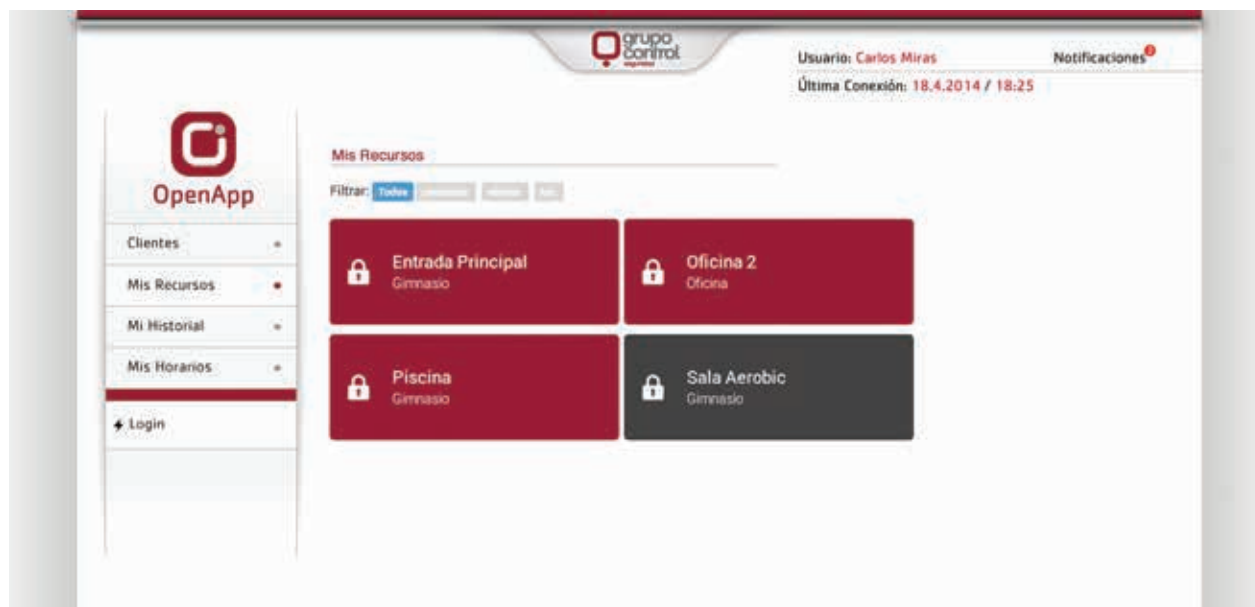 grupo
control
seguridad
Usuario: Carlos Miras
Notificaciones
Última Conexión: 18.4.2014 / 18:25
OpenApp
Clientes
Mis Recursos
Mi Historial
Mis Horarios
Login
Mis Recursos
Filtrar: Todos
Entrada Principal
Gimnasio
Oficina 2
Oficina
Piscina
Gimnasio
Sala Aerobic
Gimnasio